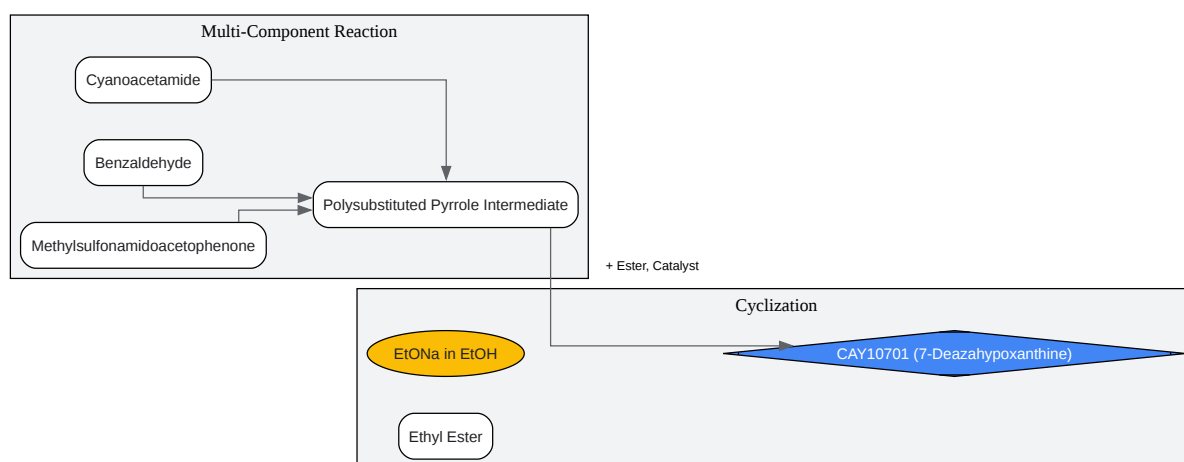 Multi-Component Reaction
Cyanoacetamide
Benzaldehyde
Polysubstituted Pyrrole Intermediate
Methylsulfonamidoacetophenone
+ Ester, Catalyst
Cyclization
EtONa in EtOH
CAY10701 (7-Deazahypoxanthine)
Ethyl Ester